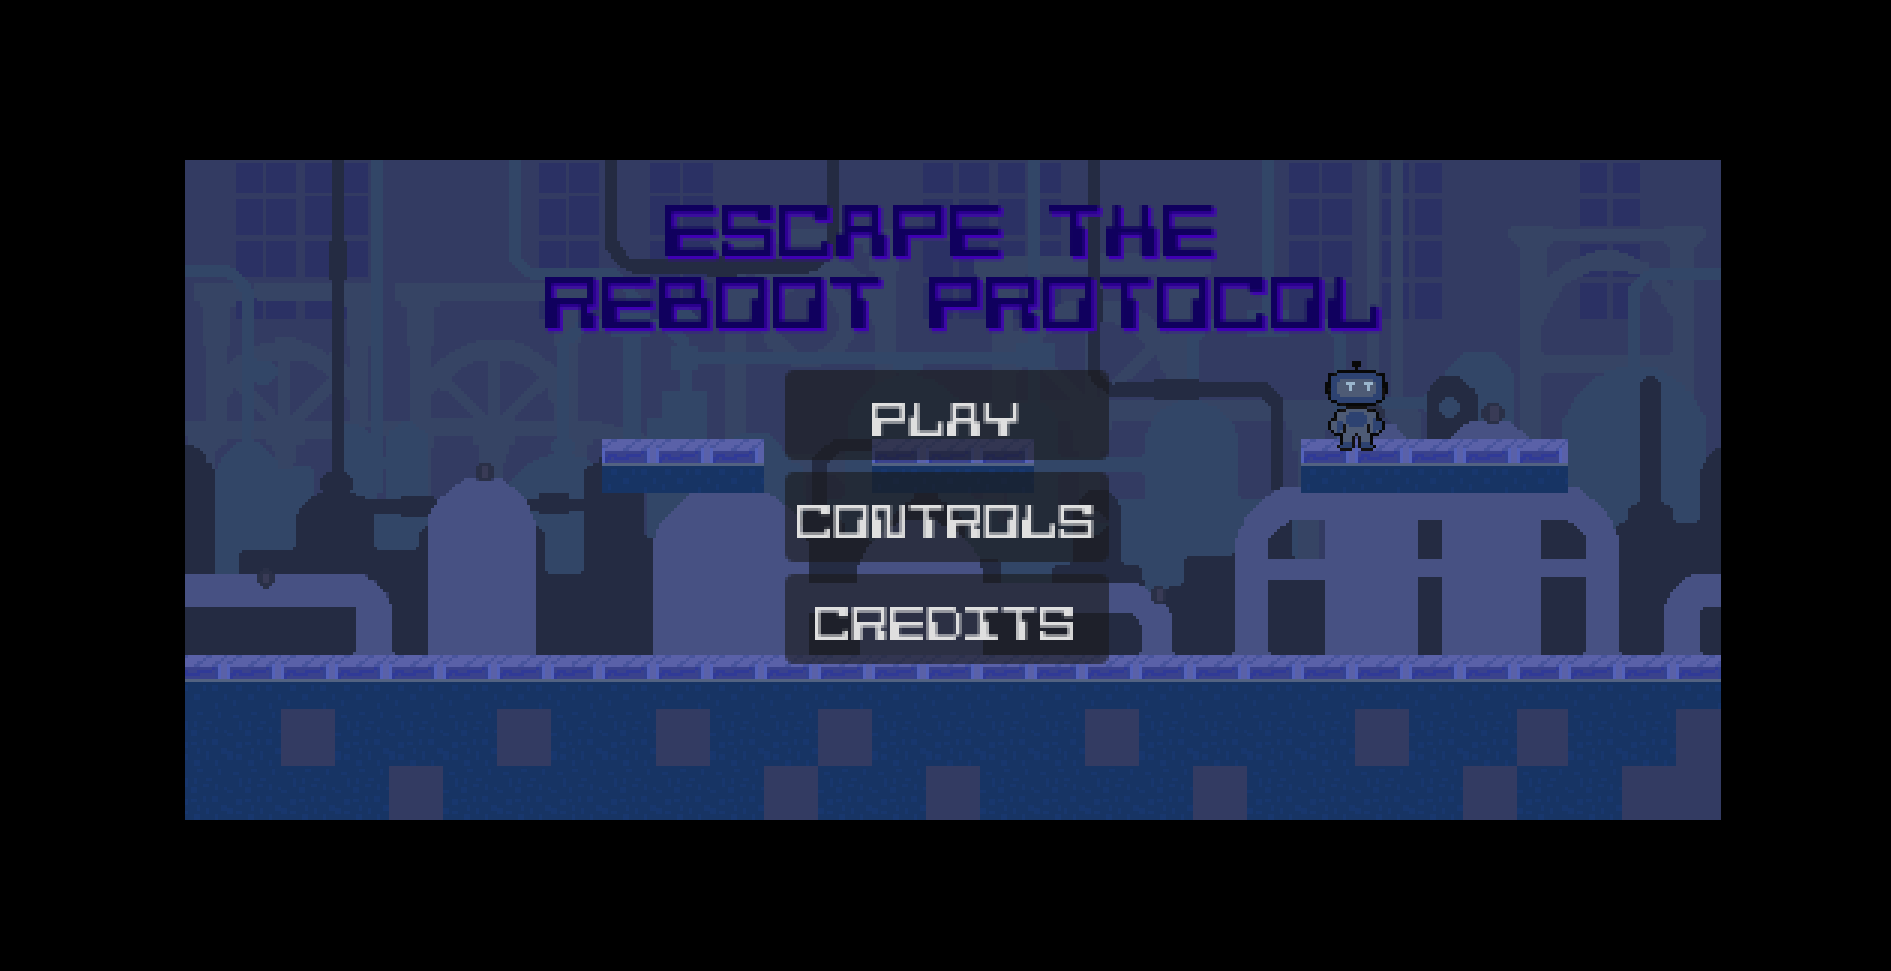 ESCAPE THE
REBOOT PROTOCOL
PLAY
CONTROLS
CREDITS